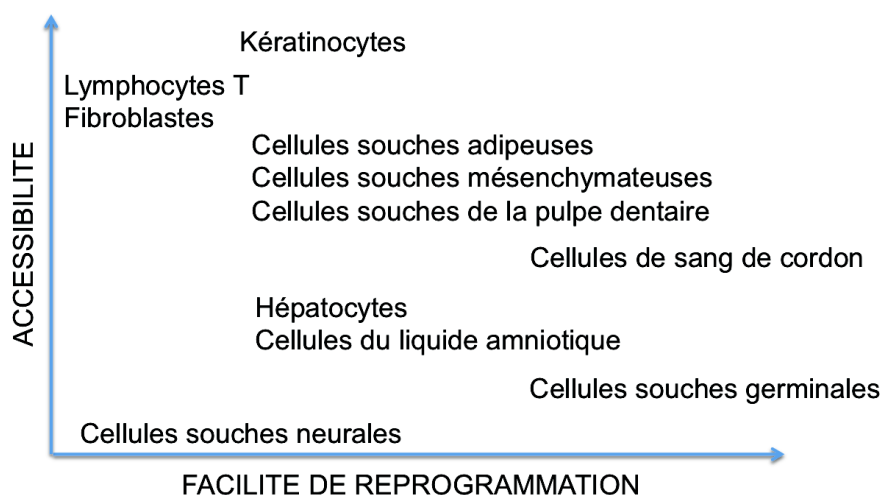 Kératinocytes
Lymphocytes T
Fibroblastes
Cellules souches adipeuses
Cellules souches mésenchymateuses
Cellules souches de la pulpe dentaire
Cellules de sang de cordon
Hépatocytes
Cellules du liquide amniotique
Cellules souches germinales
Cellules souches neurales
ACCESSIBILITE
FACILITE DE REPROGRAMMATION